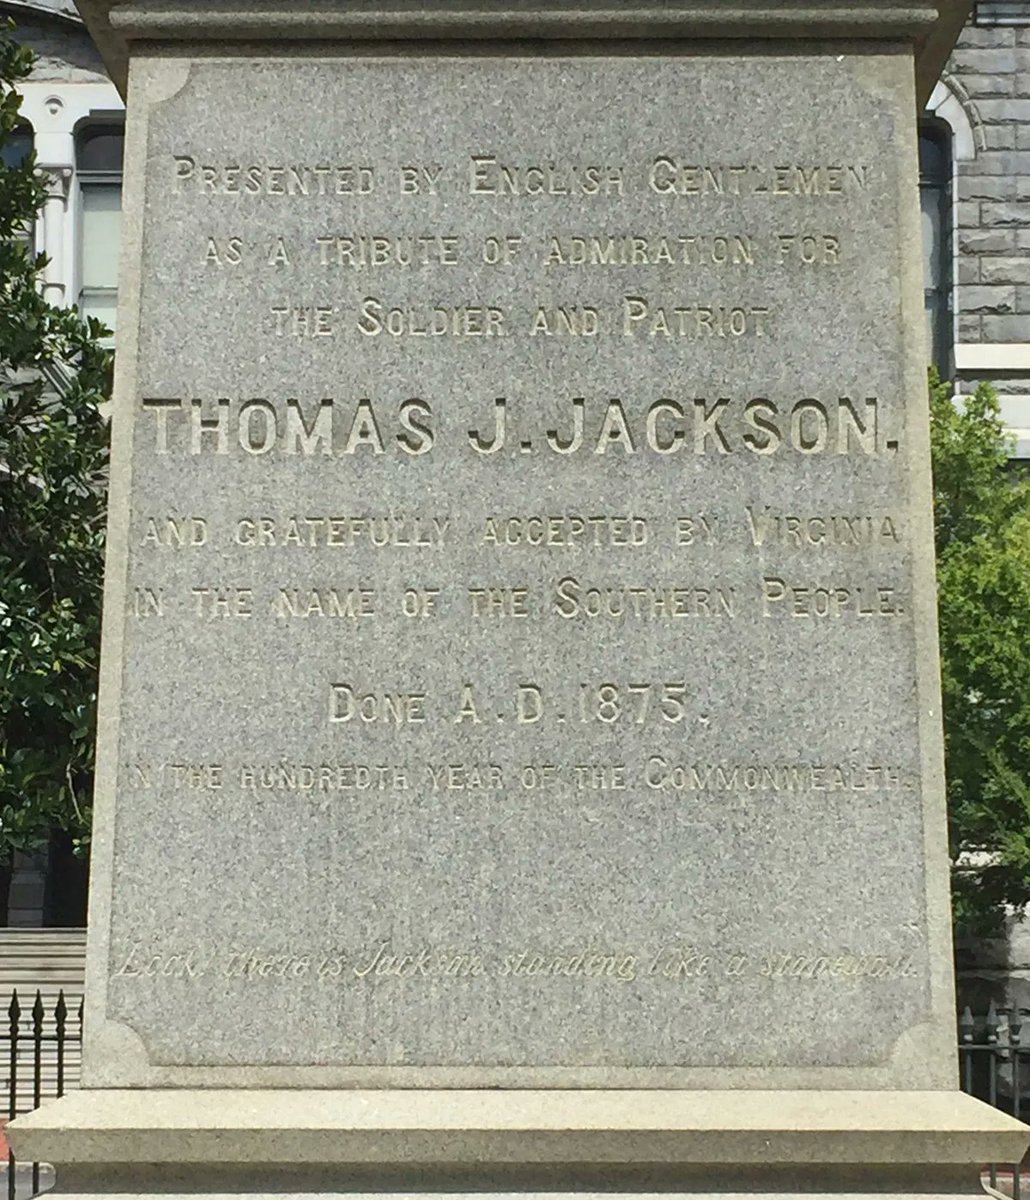 Presented by English Gentlemen
as a tribute of admiration for
the Soldier and Patriot
THOMAS J. JACKSON.
and gratefully accepted by Virginia
in the name of the Southern People.
Done A.D. 1875.
in the hundredth year of the Commonwealth.
Look! there is Jackson standing like a stonewall.